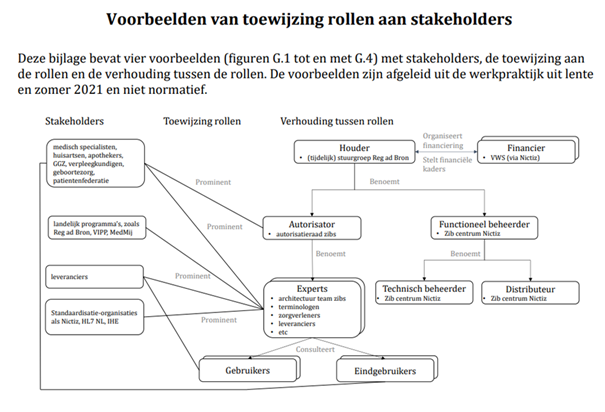 Voorbeelden van toewijzing rollen aan stakeholders
Deze bijlage bevat vier voorbeelden (figuren G.1 tot en met G.4) met stakeholders, de toewijzing aan
de rollen en de verhouding tussen de rollen. De voorbeelden zijn afgeleid uit de werkpraktijk uit lente
en zomer 2021 en niet normatief.
Stakeholders
Toewijzing rollen
Verhouding tussen rollen
medisch specialisten,
huisartsen, apothekers,
GGZ, verpleegkundigen,
geboortezorg,
patientenfederatie
Houder
• (tijdelijk) stuurgroep Reg ad Bron
Organiseert
financiering
Stelt financiële
kaders
Financier
• VWS (via Nictiz)
Prominent
Benoemt
landelijk programma's, zoals
Reg ad Bron, VIPP, MedMij
Prominent
Autorisator
• autorisatieraad zibs
Functioneel beheerder
• Zib centrum Nictiz
Benoemt
Benoemt
leveranciers
Prominent
Experts
• architectuur team zibs
• terminologen
• zorgverleners
• leveranciers
• etc
Technisch beheerder
• Zib centrum Nictiz
Distributeur
• Zib centrum Nictiz
Standaardisatie-organisaties
als Nictiz, HL7 NL, IHE
Prominent
Consulteert
Gebruikers
Eindgebruikers